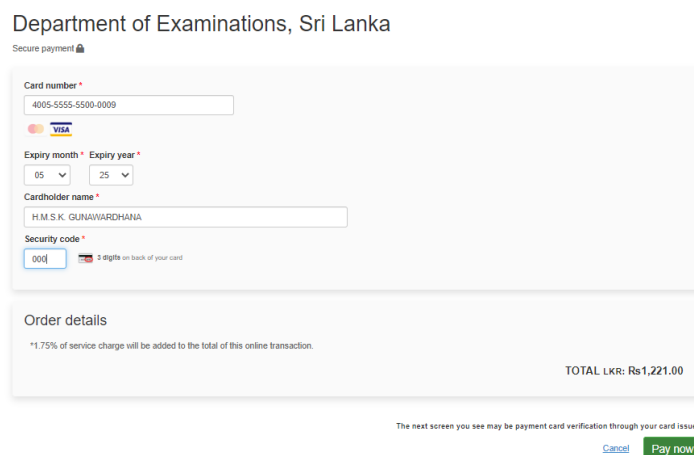 Department of Examinations, Sri Lanka
Secure payment
Card number *
4005-5555-5500-0009
VISA
Expiry month * Expiry year *
05 25
Cardholder name *
H.M.S.K. GUNAWARDHANA
Security code *
000 3 digits on back of your card
Order details
*1.75% of service charge will be added to the total of this online transaction.
TOTAL LKR: Rs1,221.00
The next screen you see may be payment card verification through your card issue
Cancel Pay now